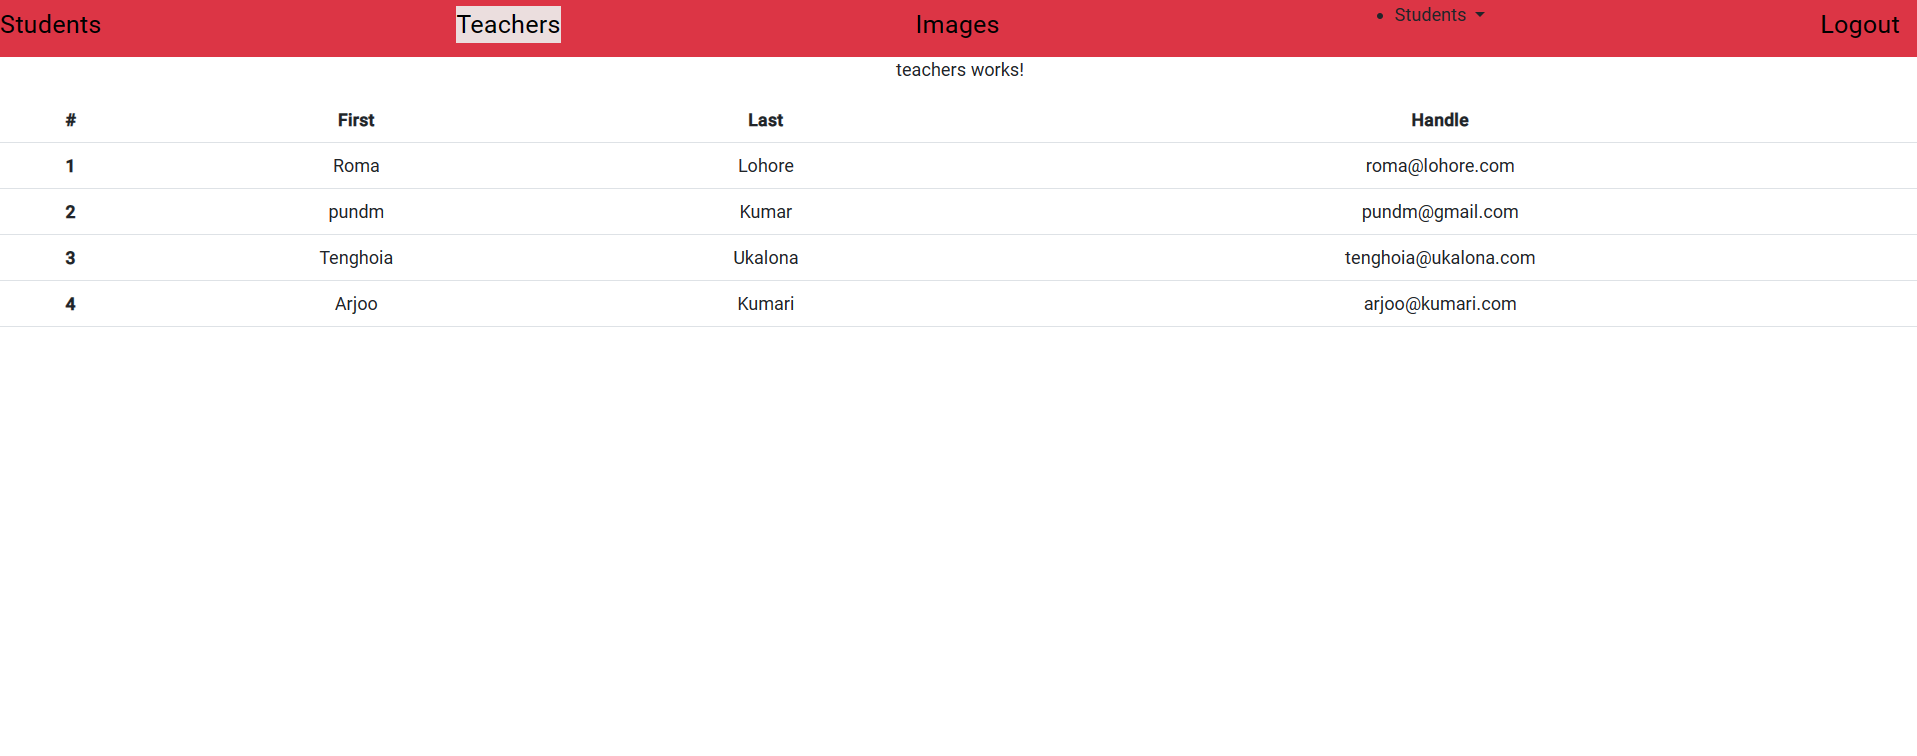 Students Teachers Images • Students Logout
teachers works!
# First Last Handle
1 Roma Lohore roma@lohore.com
2 pundm Kumar pundm@gmail.com
3 Tenghoia Ukalona tenghoia@ukalona.com
4 Arjoo Kumari arjoo@kumari.com